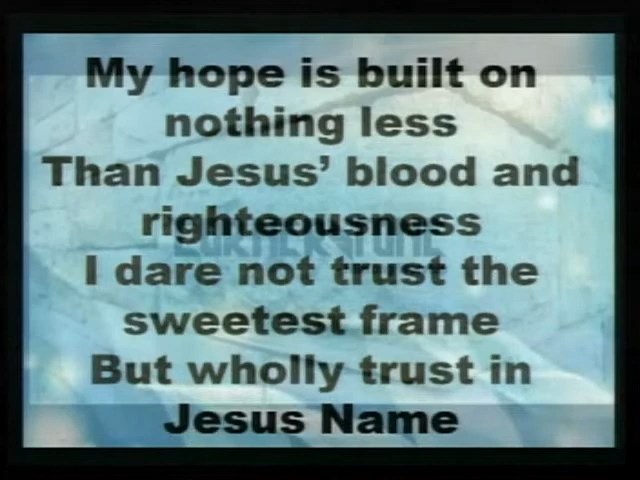 My hope is built on
nothing less
Than Jesus’ blood and
righteousness
I dare not trust the
sweetest frame
But wholly trust in
Jesus Name